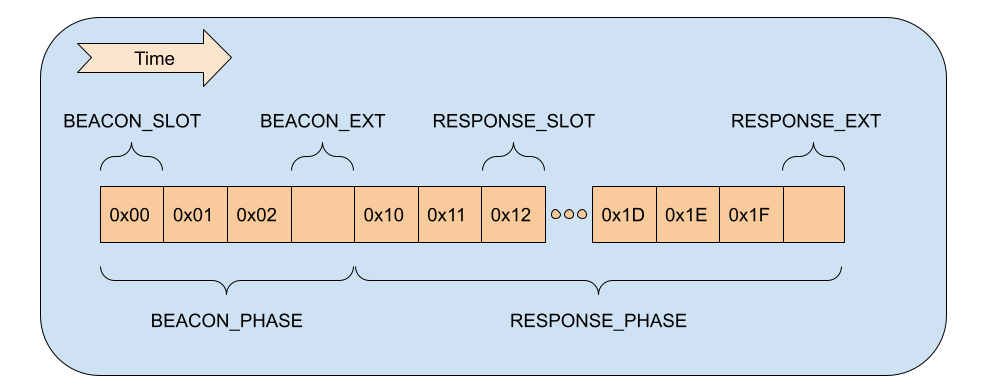 Time
BEACON_SLOT BEACON_EXT RESPONSE_SLOT RESPONSE_EXT
0x00 0x01 0x02 0x10 0x11 0x12 0x1D 0x1E 0x1F
BEACON_PHASE RESPONSE_PHASE